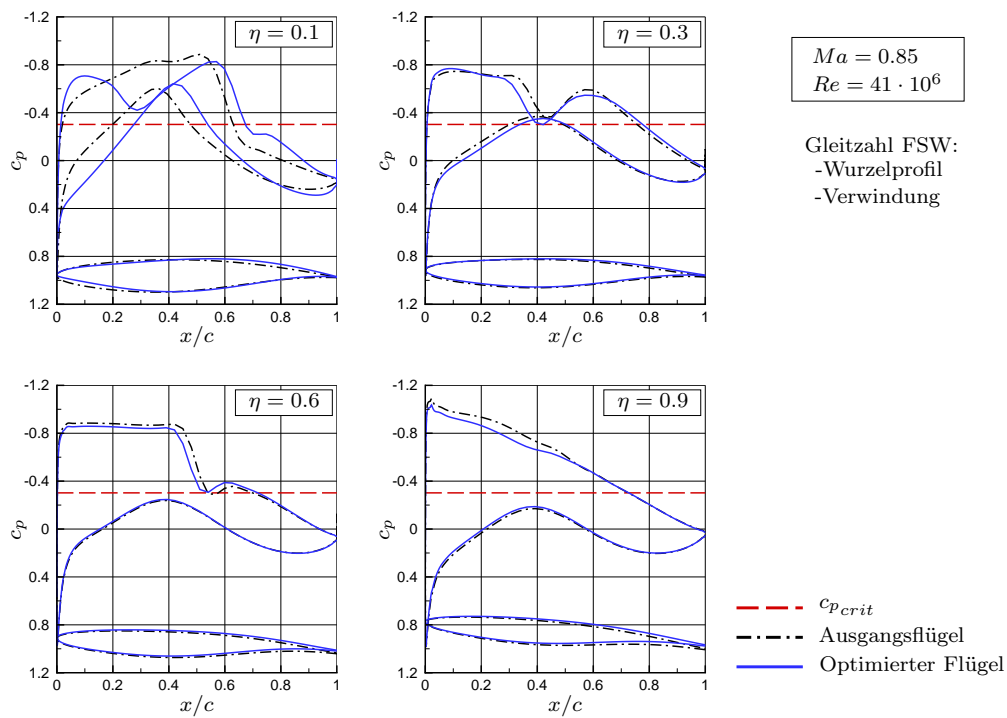 -1.2
-0.8
-0.4
0
0.4
0.8
1.2
c_p
η = 0.1
0 0.2 0.4 0.6 0.8 1
x/c
-1.2
-0.8
-0.4
0
0.4
0.8
1.2
c_p
η = 0.3
0 0.2 0.4 0.6 0.8 1
x/c
Ma = 0.85
Re = 41 · 10^6
Gleitzahl FSW:
-Wurzelprofil
-Verwindung
-1.2
-0.8
-0.4
0
0.4
0.8
1.2
c_p
η = 0.6
0 0.2 0.4 0.6 0.8 1
x/c
-1.2
-0.8
-0.4
0
0.4
0.8
1.2
c_p
η = 0.9
0 0.2 0.4 0.6 0.8 1
x/c
c_{p_{crit}}
Ausgangsflügel
Optimierter Flügel